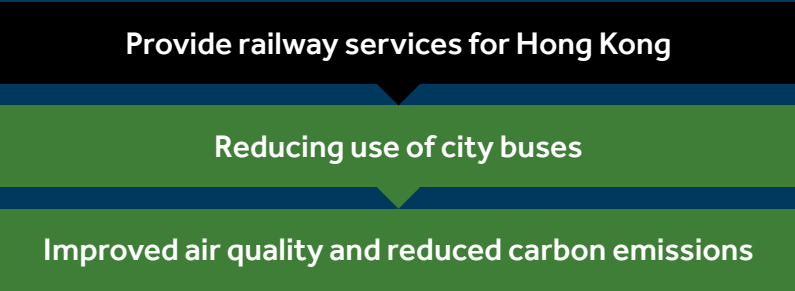 Provide railway services for Hong Kong
Reducing use of city buses
Improved air quality and reduced carbon emissions